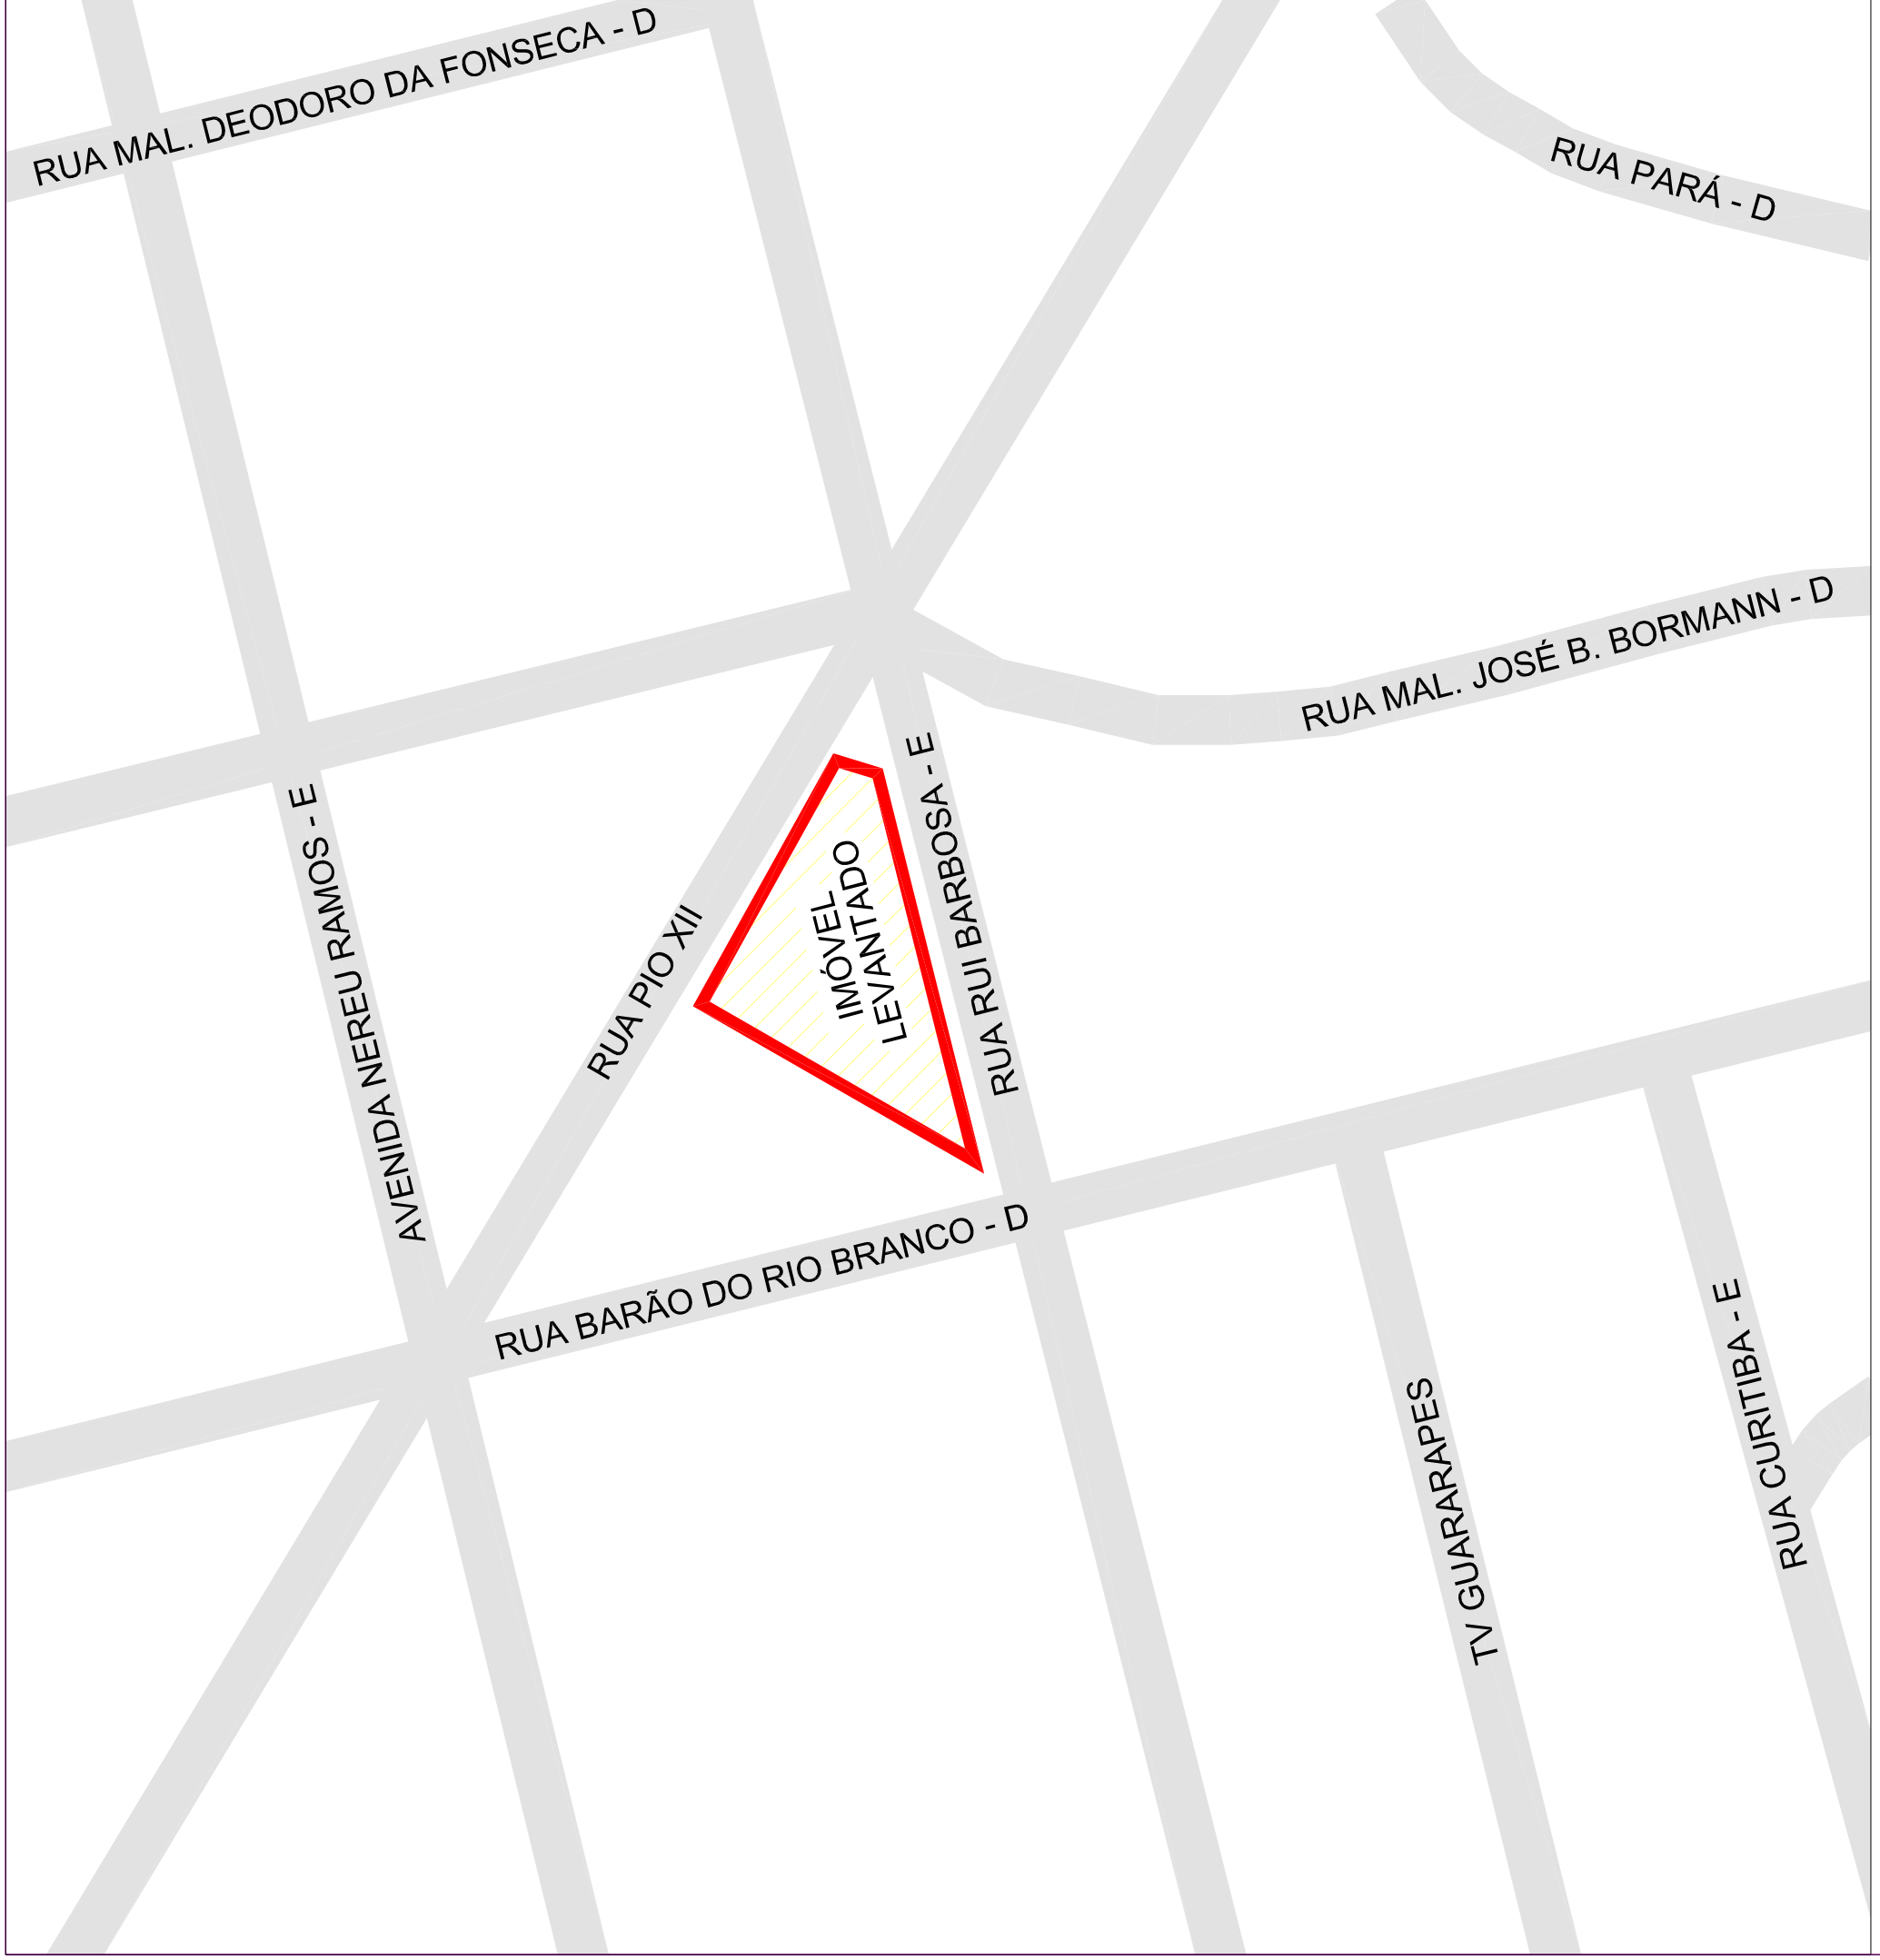 RUA MAL. DEODORO DA FONSECA - D
RUA PARÁ - D
RUA MAL. JOSÉ B. BORMANN - D
AVENIDA NEREU RAMOS - E
RUA PIO XII
IMÓVEL
LEVANTADO
RUA RUI BARBOSA - E
RUA BARÃO DO RIO BRANCO - D
TV GUARARAPES
RUA CURITIBA - E